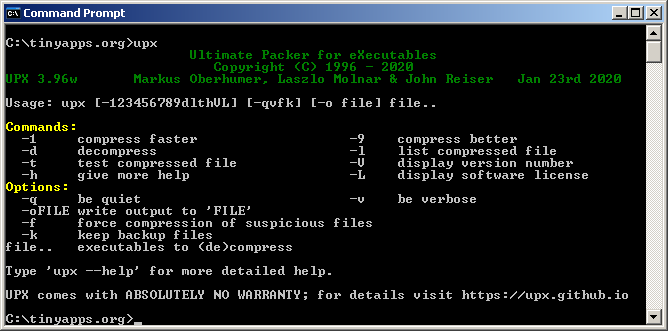 Command Prompt
C:\tinyapps.org>upx
Ultimate Packer for eXecutables
Copyright (C) 1996 - 2020
UPX 3.96w Markus Oberhumer, Laszlo Molnar & John Reiser Jan 23rd 2020
Usage: upx [-123456789dlthVL] [-qvfk] [-o file] file..
Commands:
-1 compress faster -9 compress better
-d decompress -l list compressed file
-t test compressed file -V display version number
-h give more help -L display software license
Options:
-q be quiet -v be verbose
-oFILE write output to 'FILE'
-f force compression of suspicious files
-k keep backup files
file.. executables to (de)compress
Type 'upx --help' for more detailed help.
UPX comes with ABSOLUTELY NO WARRANTY; for details visit https://upx.github.io
C:\tinyapps.org>_